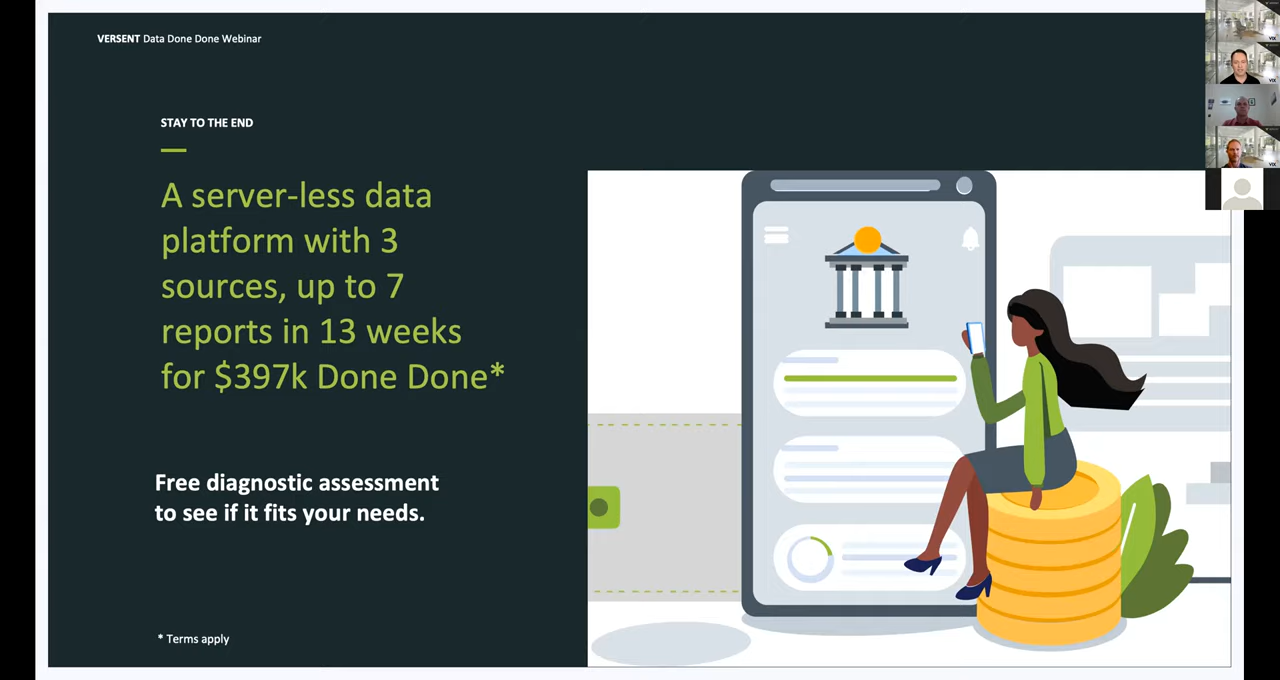 VERSENT Data Done Done Webinar
STAY TO THE END
A server-less data
platform with 3
sources, up to 7
reports in 13 weeks
for $397k Done Done*
Free diagnostic assessment
to see if it fits your needs.
* Terms apply